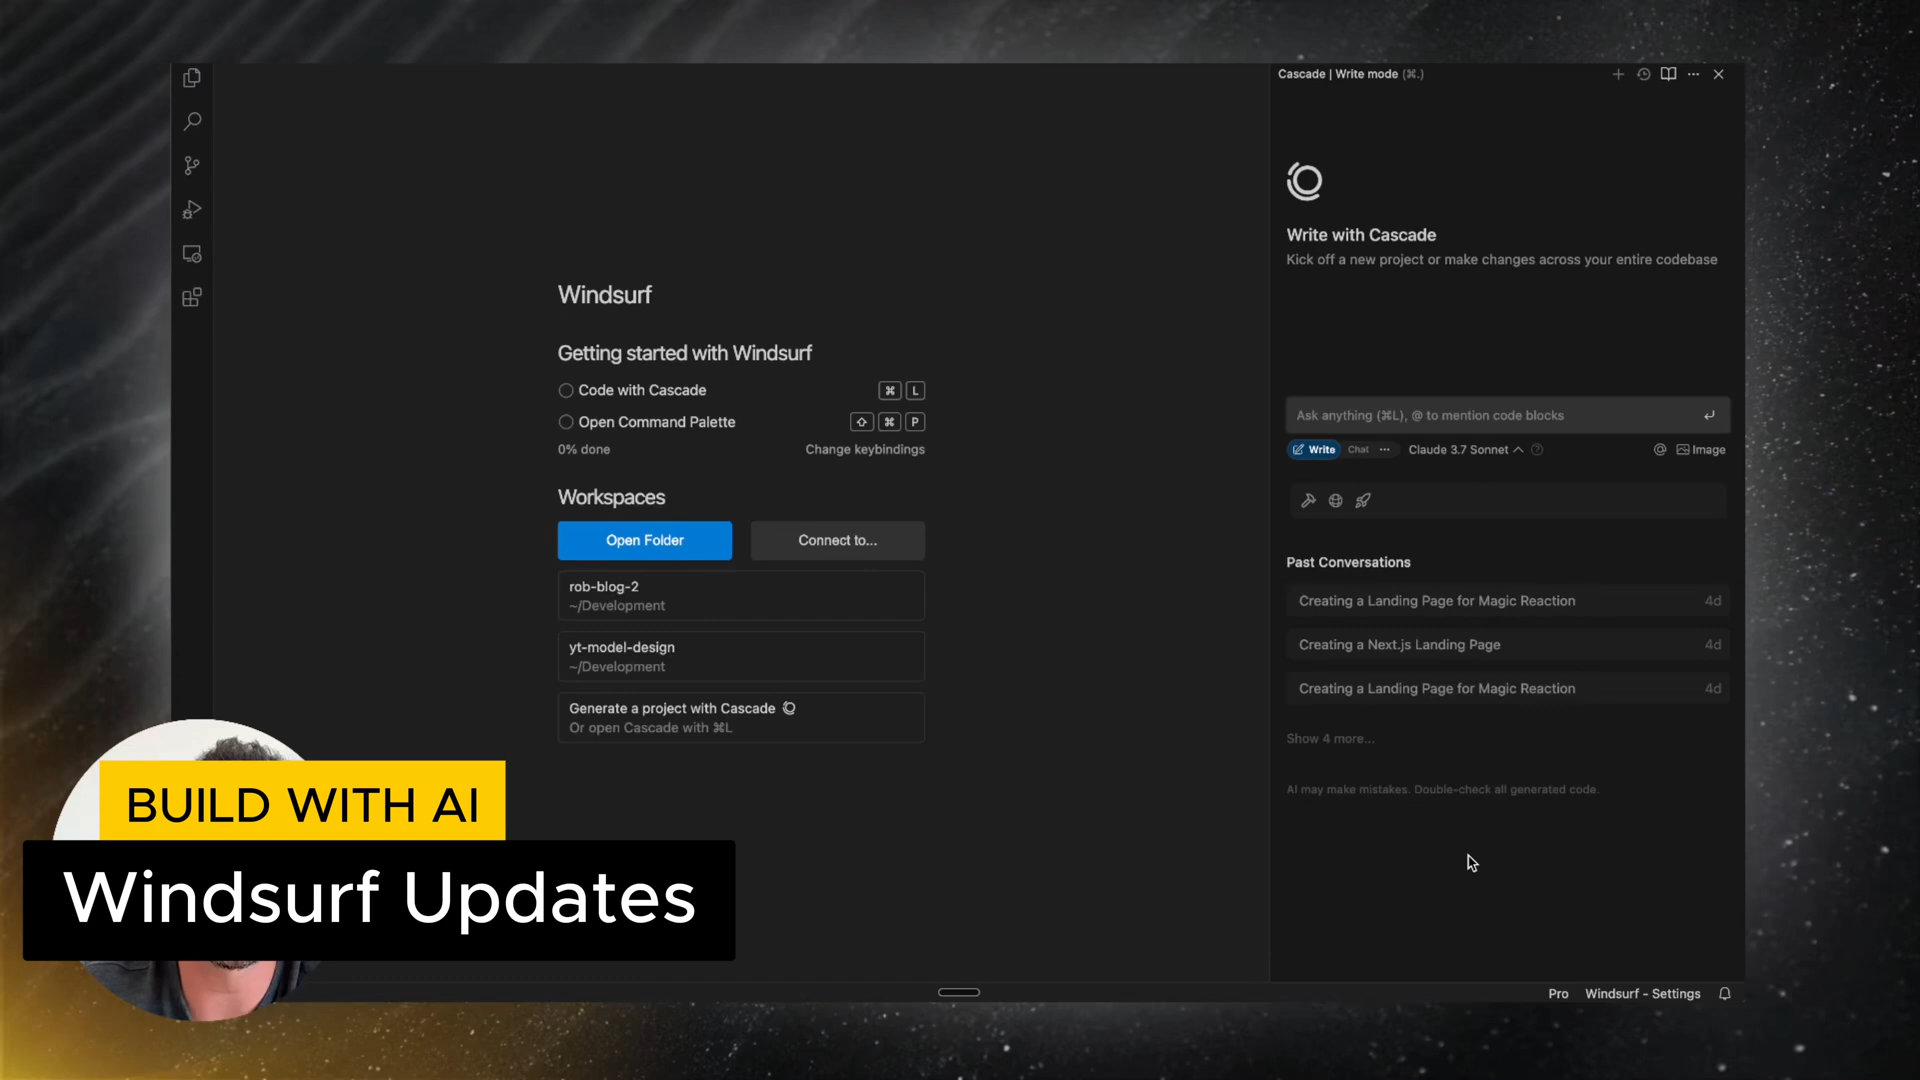 Cascade | Write mode (⌘.)
Write with Cascade
Kick off a new project or make changes across your entire codebase
Windsurf
Getting started with Windsurf
Code with Cascade ⌘ L
Open Command Palette ⇧ ⌘ P
0% done Change keybindings
Workspaces
Open Folder Connect to...
rob-blog-2
~/Development
yt-model-design
~/Development
Generate a project with Cascade
Or open Cascade with ⌘L
Ask anything (⌘L), @ to mention code blocks
Write Chat ... Claude 3.7 Sonnet @ Image
Past Conversations
Creating a Landing Page for Magic Reaction 4d
Creating a Next.js Landing Page 4d
Creating a Landing Page for Magic Reaction 4d
Show 4 more...
AI may make mistakes. Double-check all generated code.
BUILD WITH AI
Windsurf Updates
Pro Windsurf - Settings